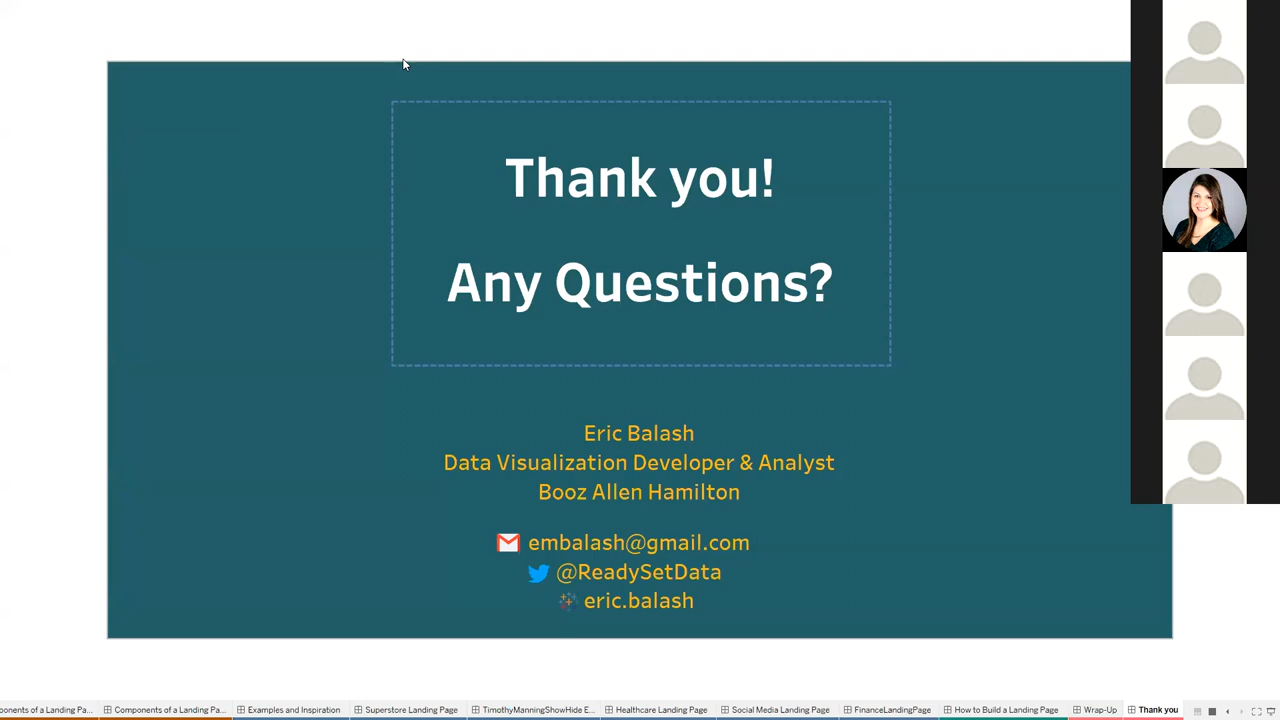 Thank you!
Any Questions?
Eric Balash
Data Visualization Developer & Analyst
Booz Allen Hamilton
embalash@gmail.com
@ReadySetData
eric.balash
ponents of a Landing Pa...
Components of a Landing Pa...
Examples and Inspiration
Superstore Landing Page
TimothyManningShowHide E...
Healthcare Landing Page
Social Media Landing Page
FinanceLandingPage
How to Build a Landing Page
Wrap-Up
Thank you